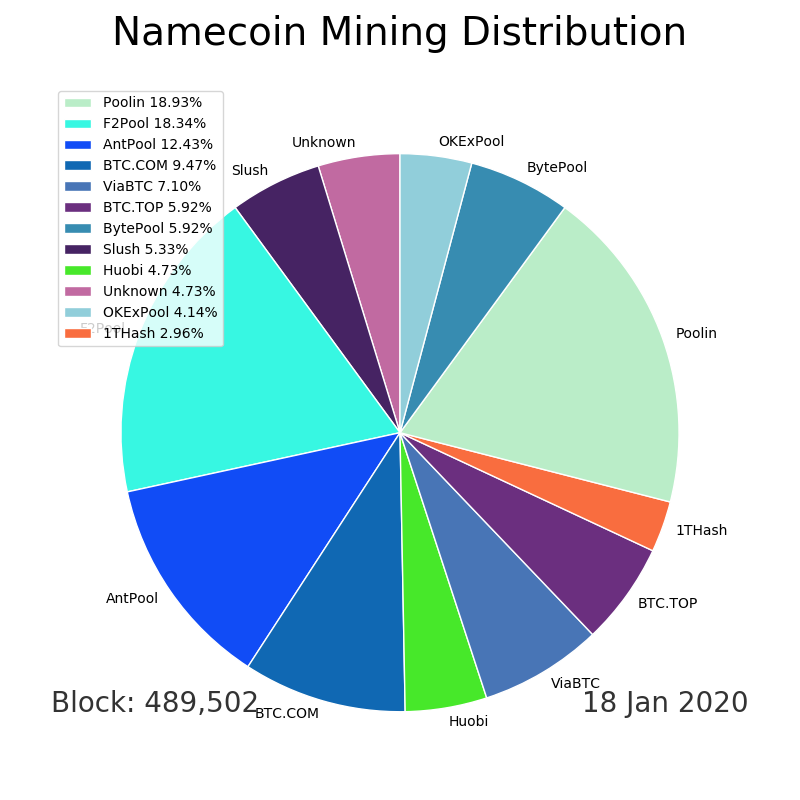 Namecoin Mining Distribution
Poolin 18.93%
F2Pool 18.34%
AntPool 12.43%
BTC.COM 9.47%
ViaBTC 7.10%
BTC.TOP 5.92%
BytePool 5.92%
Slush 5.33%
Huobi 4.73%
Unknown 4.73%
OKExPool 4.14%
1THash 2.96%
OKExPool
Unknown
BytePool
Slush
F2Pool
Poolin
1THash
AntPool
BTC.TOP
ViaBTC
BTC.COM
Huobi
Block: 489,502
18 Jan 2020